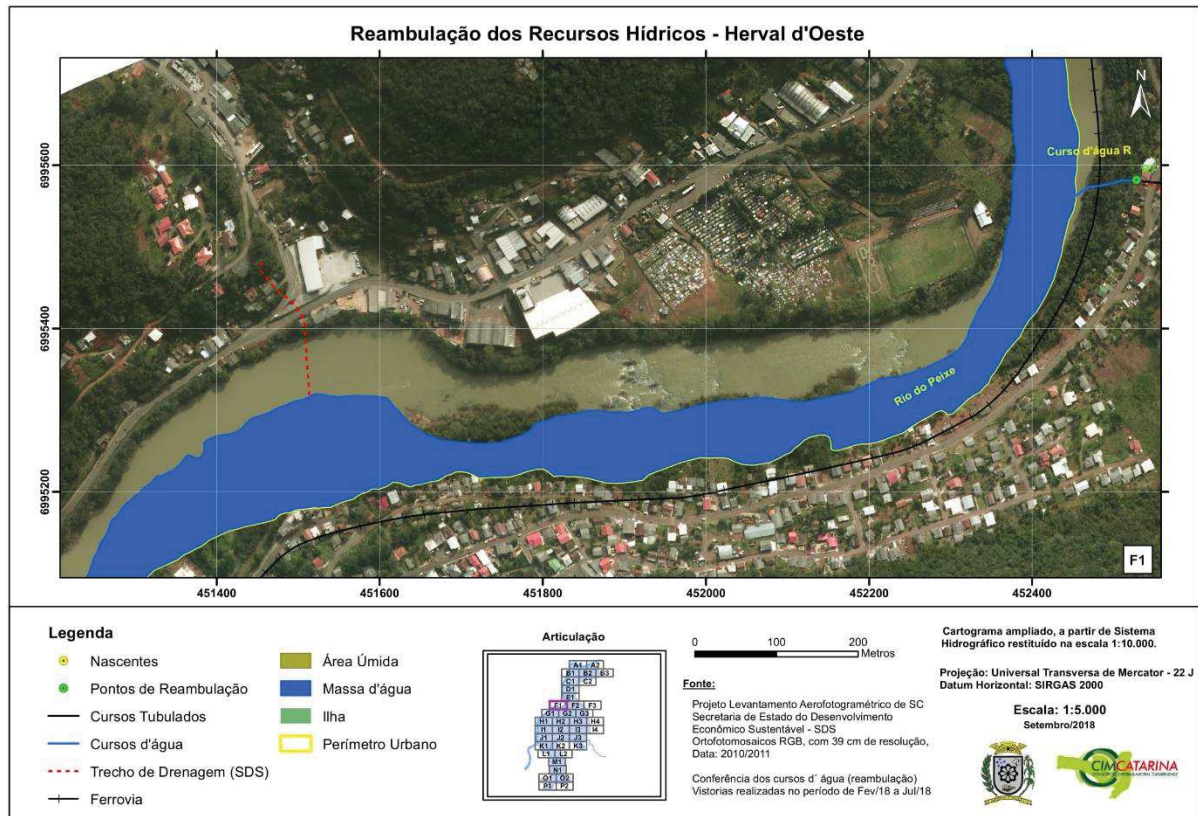 Reambulação dos Recursos Hídricos - Herval d'Oeste
N
Curso d'água R
Rio do Peixe
F1
6995600
6995400
6995200
451400
451600
451800
452000
452200
452400
Legenda
Nascentes
Pontos de Reambulação
Cursos Tubulados
Cursos d'água
Trecho de Drenagem (SDS)
Ferrovia
Área Úmida
Massa d'água
Ilha
Perímetro Urbano
Articulação
A1 A2
B1 B2 B3
C1 C2
D1
E1
F1 F2 F3
G1 G2 G3
H1 H2 H3 H4
I1 I2 I3 I4
J1 J2 J3
K1 K2 K3
L1 L2
M1
N1
O1 O2
P1 P2
0 100 200
Metros
Fonte:
Projeto Levantamento Aerofotogramétrico de SC
Secretaria de Estado do Desenvolvimento
Econômico Sustentável - SDS
Ortofotomosaicos RGB, com 39 cm de resolução,
Data: 2010/2011
Conferência dos cursos d´ água (reambulação)
Vistorias realizadas no período de Fev/18 a Jul/18
Cartograma ampliado, a partir de Sistema
Hidrográfico restituído na escala 1:10.000.
Projeção: Universal Transversa de Mercator - 22 J
Datum Horizontal: SIRGAS 2000
Escala: 1:5.000
Setembro/2018
CIMCATARINA
CONSÓRCIO INTERMUNICIPAL CATARINENSE